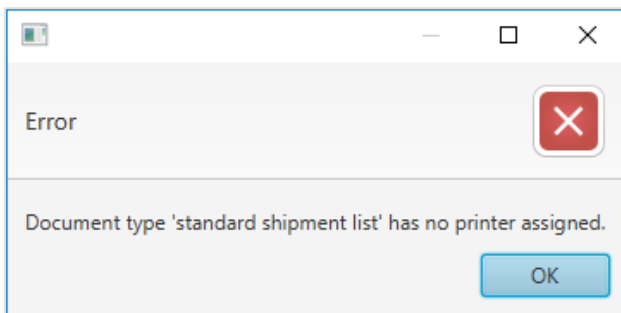 Error
Document type 'standard shipment list' has no printer assigned.
OK